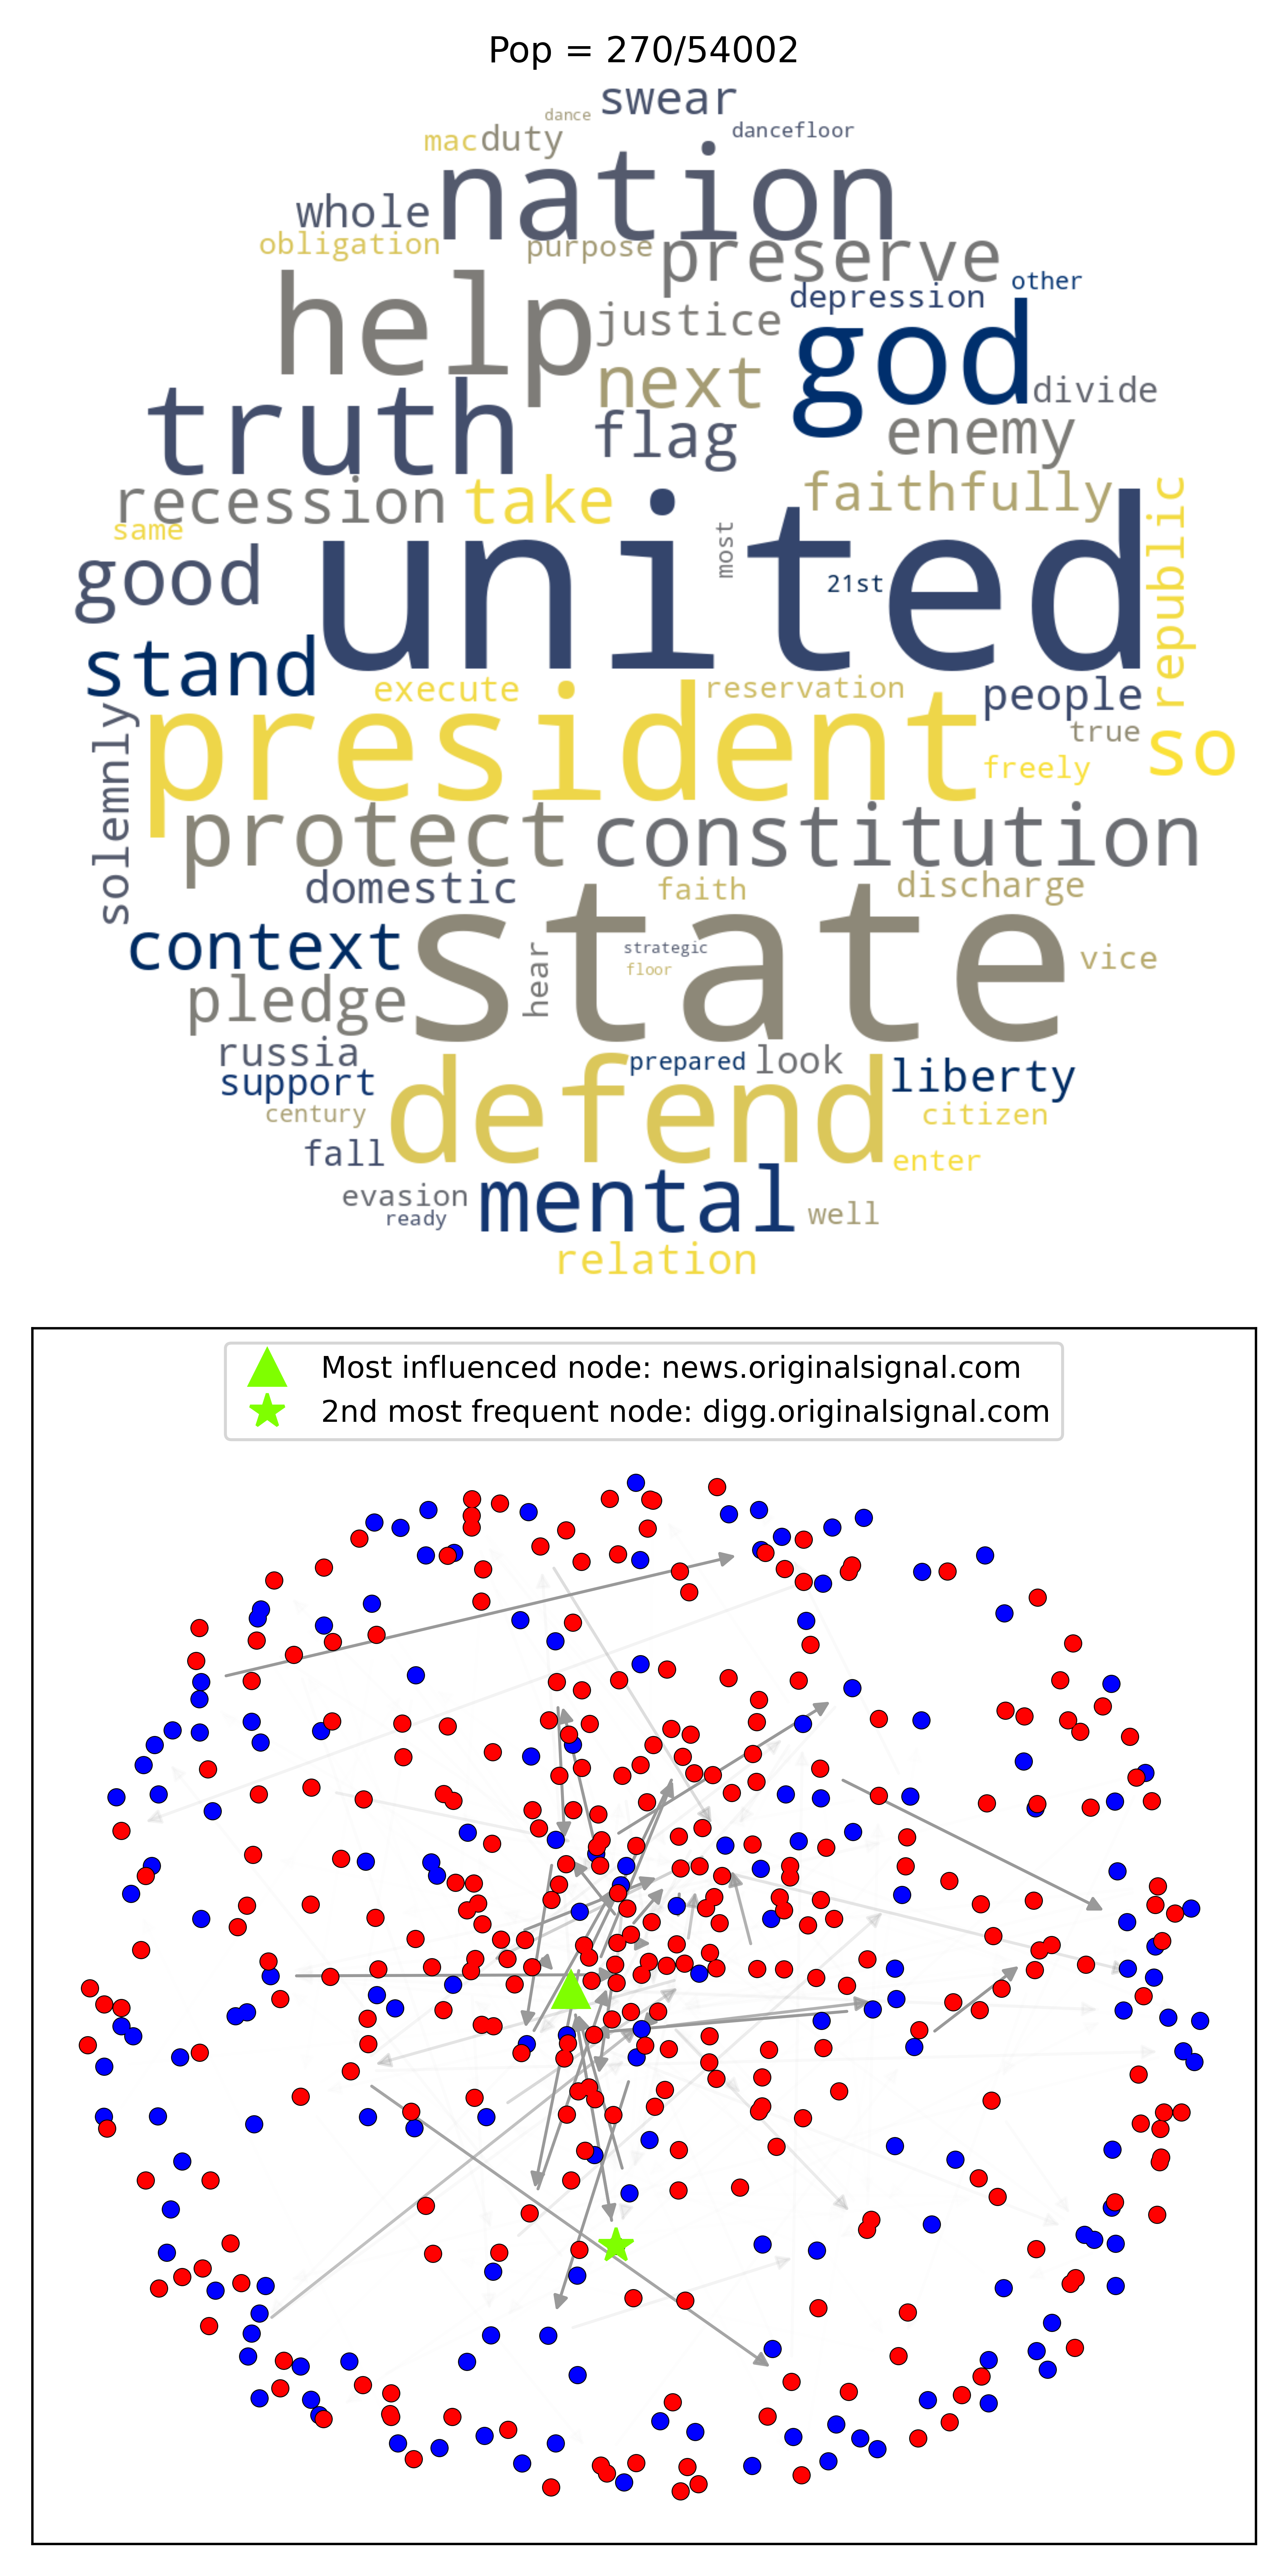 Pop = 270/54002
dance
swear
mac
duty
dancefloor
nation
whole
obligation
purpose
preserve
other
help
justice
depression
god
next
divide
truth
flag
enemy
recession
take
faithfully
same
united
most
21st
republic
good
stand
execute
reservation
people
president
true
so
freely
solemnly
protect
constitution
domestic
faith
discharge
context
state
hear
strategic
floor
vice
pledge
russia
prepared
look
support
liberty
century
defend
citizen
fall
enter
evasion
mental
ready
well
relation
Most influenced node: news.originalsignal.com
2nd most frequent node: digg.originalsignal.com